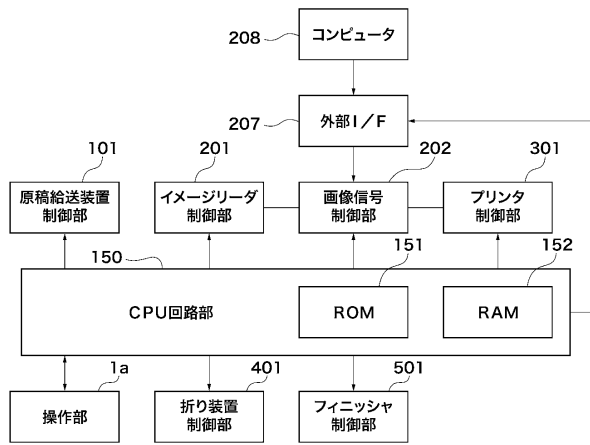 208
コンピュータ
207
外部I/F
101
201
202
301
原稿給送装置
制御部
イメージリーダ
制御部
画像信号
制御部
プリンタ
制御部
150
151
152
CPU回路部
ROM
RAM
1a
401
501
操作部
折り装置
制御部
フィニッシャ
制御部